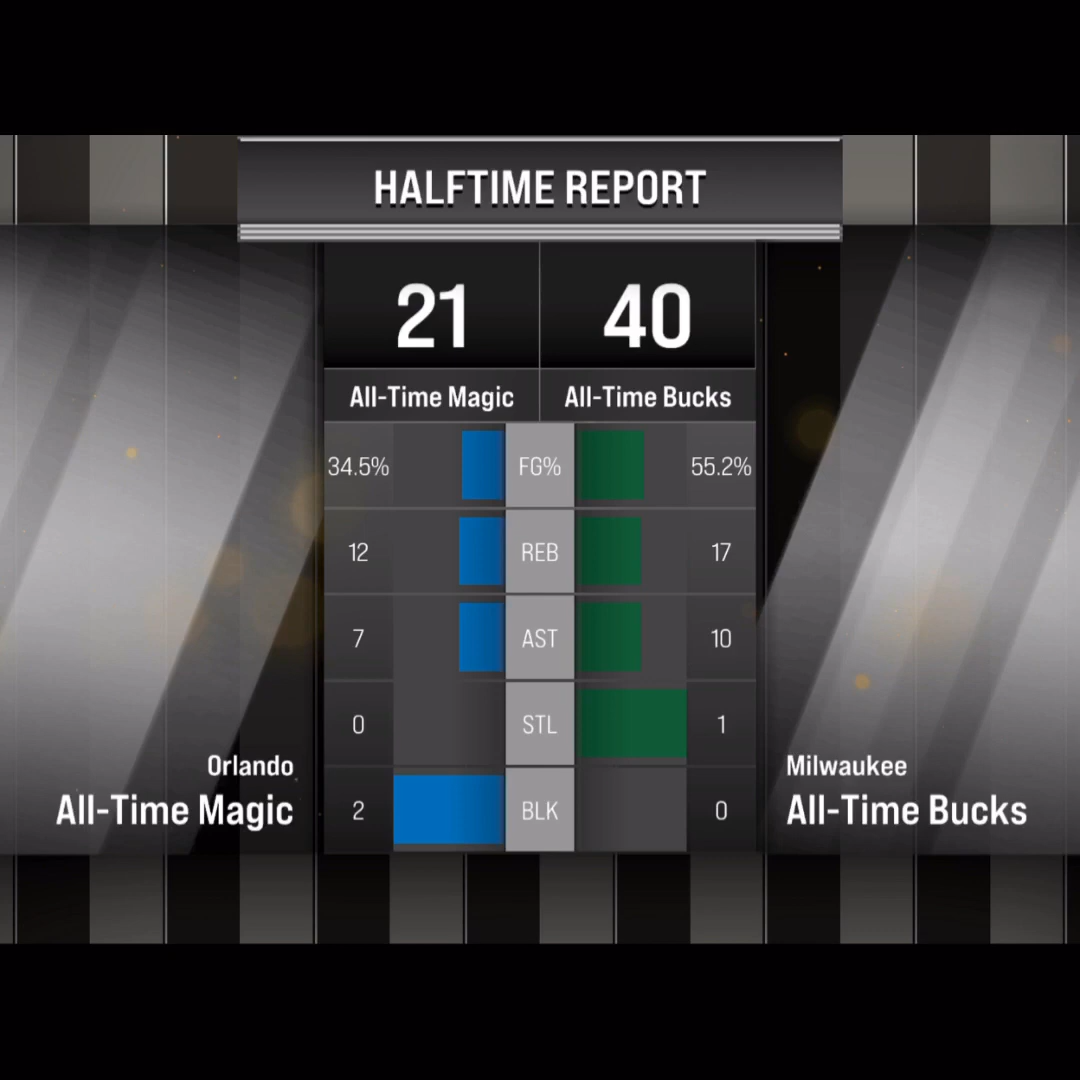 HALFTIME REPORT
21 40
All-Time Magic All-Time Bucks
34.5% FG% 55.2%
12 REB 17
7 AST 10
0 STL 1
2 BLK 0
Orlando
All-Time Magic
Milwaukee
All-Time Bucks